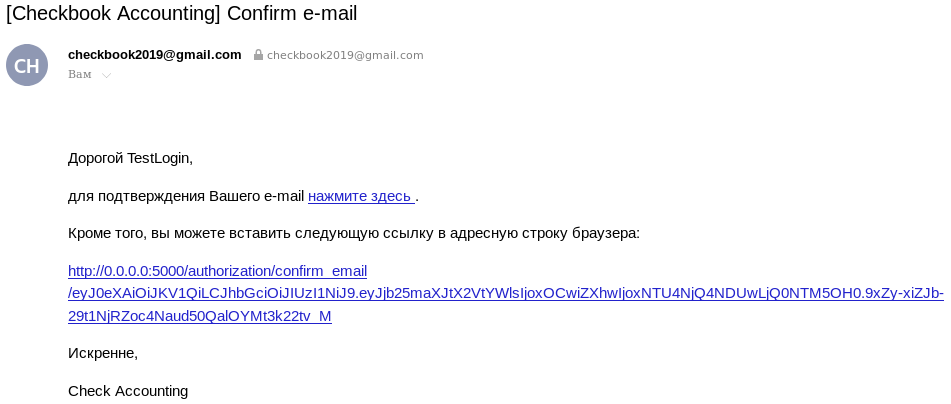 [Checkbook Accounting] Confirm e-mail
CH
checkbook2019@gmail.com checkbook2019@gmail.com
Вам
Дорогой TestLogin,
для подтверждения Вашего e-mail нажмите здесь .
Кроме того, вы можете вставить следующую ссылку в адресную строку браузера:
http://0.0.0.0:5000/authorization/confirm_email
/eyJ0eXAiOiJKV1QiLCJhbGciOiJIUzI1NiJ9.eyJjb25maXJtX2VtYWlsIjoxOCwiZXhwIjoxNTU4NjQ4NDUwLjQ0NTM5OH0.9xZy-xiZJb-
29t1NjRZoc4Naud50QalOYMt3k22tv_M
Искренне,
Check Accounting